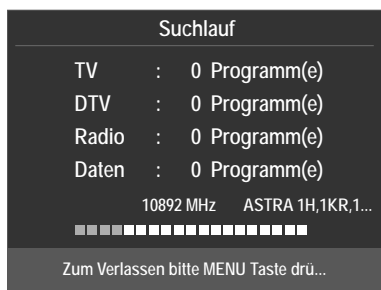 Suchlauf
TV : 0 Programm(e)
DTV : 0 Programm(e)
Radio : 0 Programm(e)
Daten : 0 Programm(e)
10892 MHz ASTRA 1H,1KR,1...
Zum Verlassen bitte MENU Taste drü...